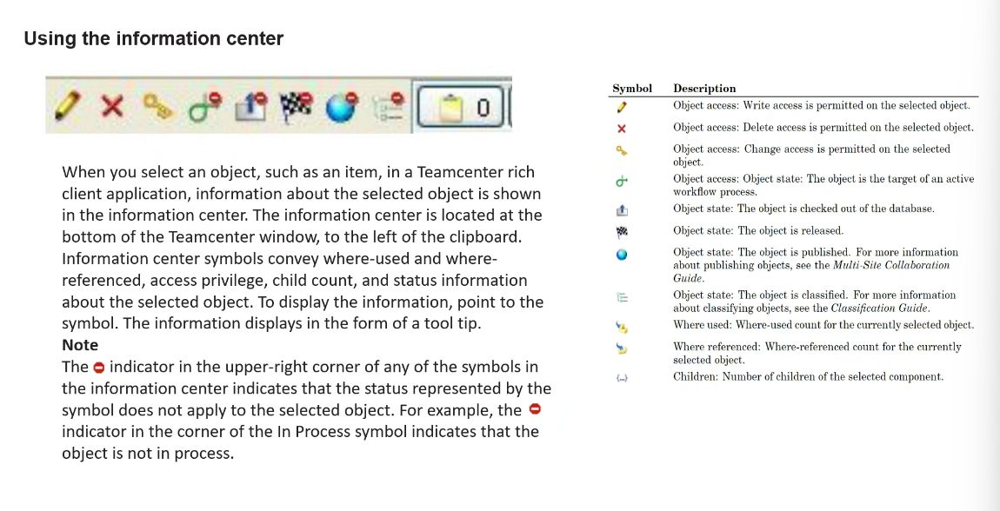 Using the information center
0
When you select an object, such as an item, in a Teamcenter rich
client application, information about the selected object is shown
in the information center. The information center is located at the
bottom of the Teamcenter window, to the left of the clipboard.
Information center symbols convey where-used and where-
referenced, access privilege, child count, and status information
about the selected object. To display the information, point to the
symbol. The information displays in the form of a tool tip.
Note
The indicator in the upper-right corner of any of the symbols in
the information center indicates that the status represented by the
symbol does not apply to the selected object. For example, the
indicator in the corner of the In Process symbol indicates that the
object is not in process.
Symbol Description
Object access: Write access is permitted on the selected object.
Object access: Delete access is permitted on the selected object.
Object access: Change access is permitted on the selected
object.
Object access: Object state: The object is the target of an active
workflow process.
Object state: The object is checked out of the database.
Object state: The object is released.
Object state: The object is published. For more information
about publishing objects, see the Multi-Site Collaboration
Guide.
Object state: The object is classified. For more information
about classifying objects, see the Classification Guide.
Where used: Where-used count for the currently selected object.
Where referenced: Where-referenced count for the currently
selected object.
{...} Children: Number of children of the selected component.